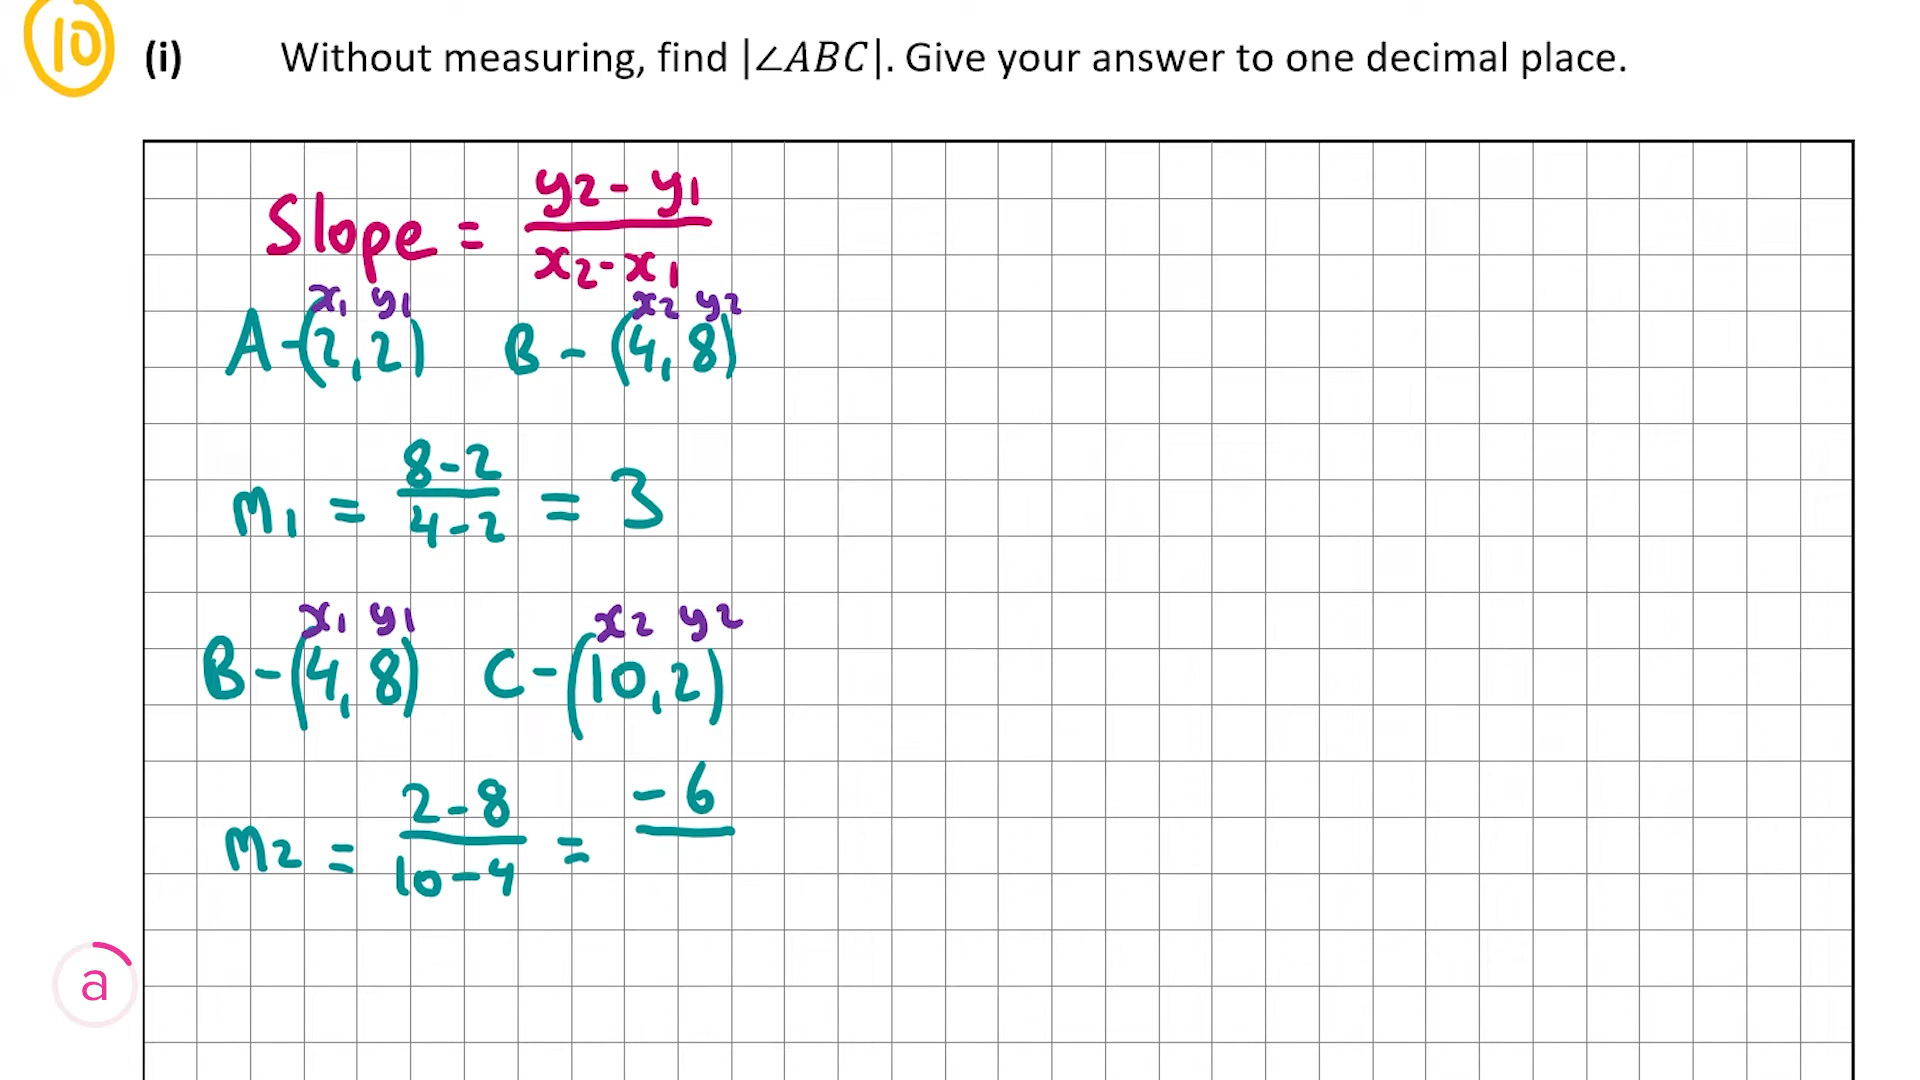 10
(i) Without measuring, find |∠ABC|. Give your answer to one decimal place.
Slope = y2 - y1 / x2 - x1
x1 y1 x2 y2
A - (2, 2) B - (4, 8)
m1 = 8 - 2 / 4 - 2 = 3
x1 y1 x2 y2
B - (4, 8) C - (10, 2)
m2 = 2 - 8 / 10 - 4 = - 6
a